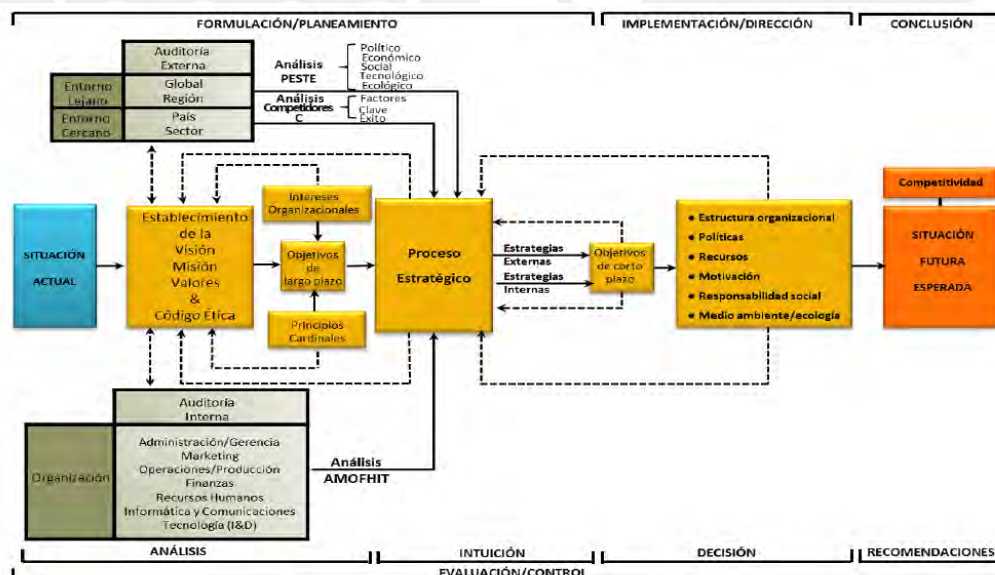 FORMULACIÓN/PLANEAMIENTO
IMPLEMENTACIÓN/DIRECCIÓN
CONCLUSIÓN
Auditoría
Externa
Entorno
Lejano
Global
Región
Entorno
Cercano
País
Sector
Análisis
PESTE
Político
Económico
Social
Tecnológico
Ecológico
Análisis
Competidores
C
Factores
Clave
Éxito
SITUACIÓN
ACTUAL
Establecimiento
de la
Visión
Misión
Valores
&
Código Ética
Intereses
Organizacionales
Objetivos
de
largo plazo
Principios
Cardinales
Proceso
Estratégico
Estrategias
Externas
Estrategias
Internas
Objetivos
de corto
plazo
• Estructura organizacional
• Políticas
• Recursos
• Motivación
• Responsabilidad social
• Medio ambiente/ecología
Competitividad
SITUACIÓN
FUTURA
ESPERADA
Auditoría
Interna
Organización
Administración/Gerencia
Marketing
Operaciones/Producción
Finanzas
Recursos Humanos
Informática y Comunicaciones
Tecnología (I&D)
Análisis
AMOFHIT
ANÁLISIS
INTUICIÓN
DECISIÓN
RECOMENDACIONES
EVALUACIÓN/CONTROL